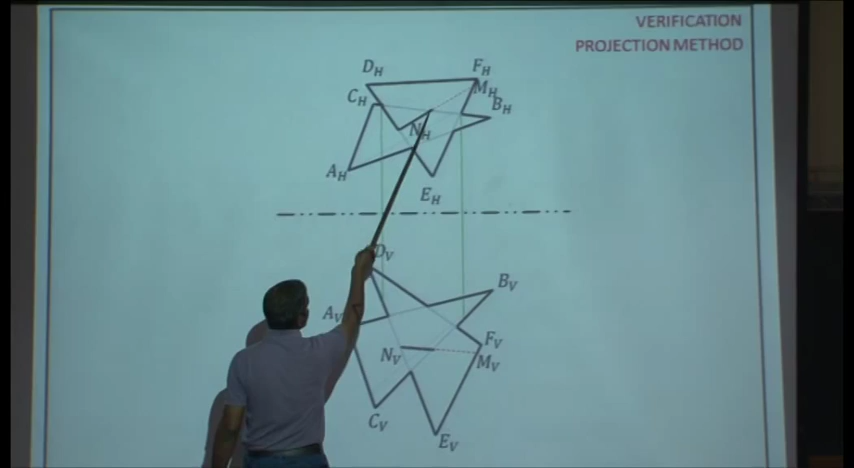 VERIFICATION
PROJECTION METHOD
D_H
F_H
C_H
M_H
B_H
N_H
A_H
E_H
D_V
B_V
A_V
F_V
N_V
M_V
C_V
E_V